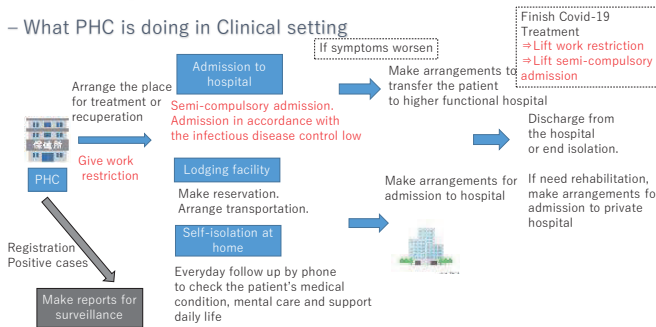 – What PHC is doing in Clinical setting
If symptoms worsen
Finish Covid-19
Treatment
⇒Lift work restriction
⇒Lift semi-compulsory
admission
Admission to
hospital
Arrange the place
for treatment or
recuperation
Semi-compulsory admission.
Admission in accordance with
the infectious disease control low
Make arrangements to
transfer the patient
to higher functional hospital
保健所
Give work
restriction
PHC
Discharge from
the hospital
or end isolation.
Lodging facility
Make reservation.
Arrange transportation.
Make arrangements for
admission to hospital
If need rehabilitation,
make arrangements fo
admission to private
hospital
Self-isolation at
home
Everyday follow up by phone
to check the patient's medical
condition, mental care and support
daily life
Registration
Positive cases
Make reports for
surveillance